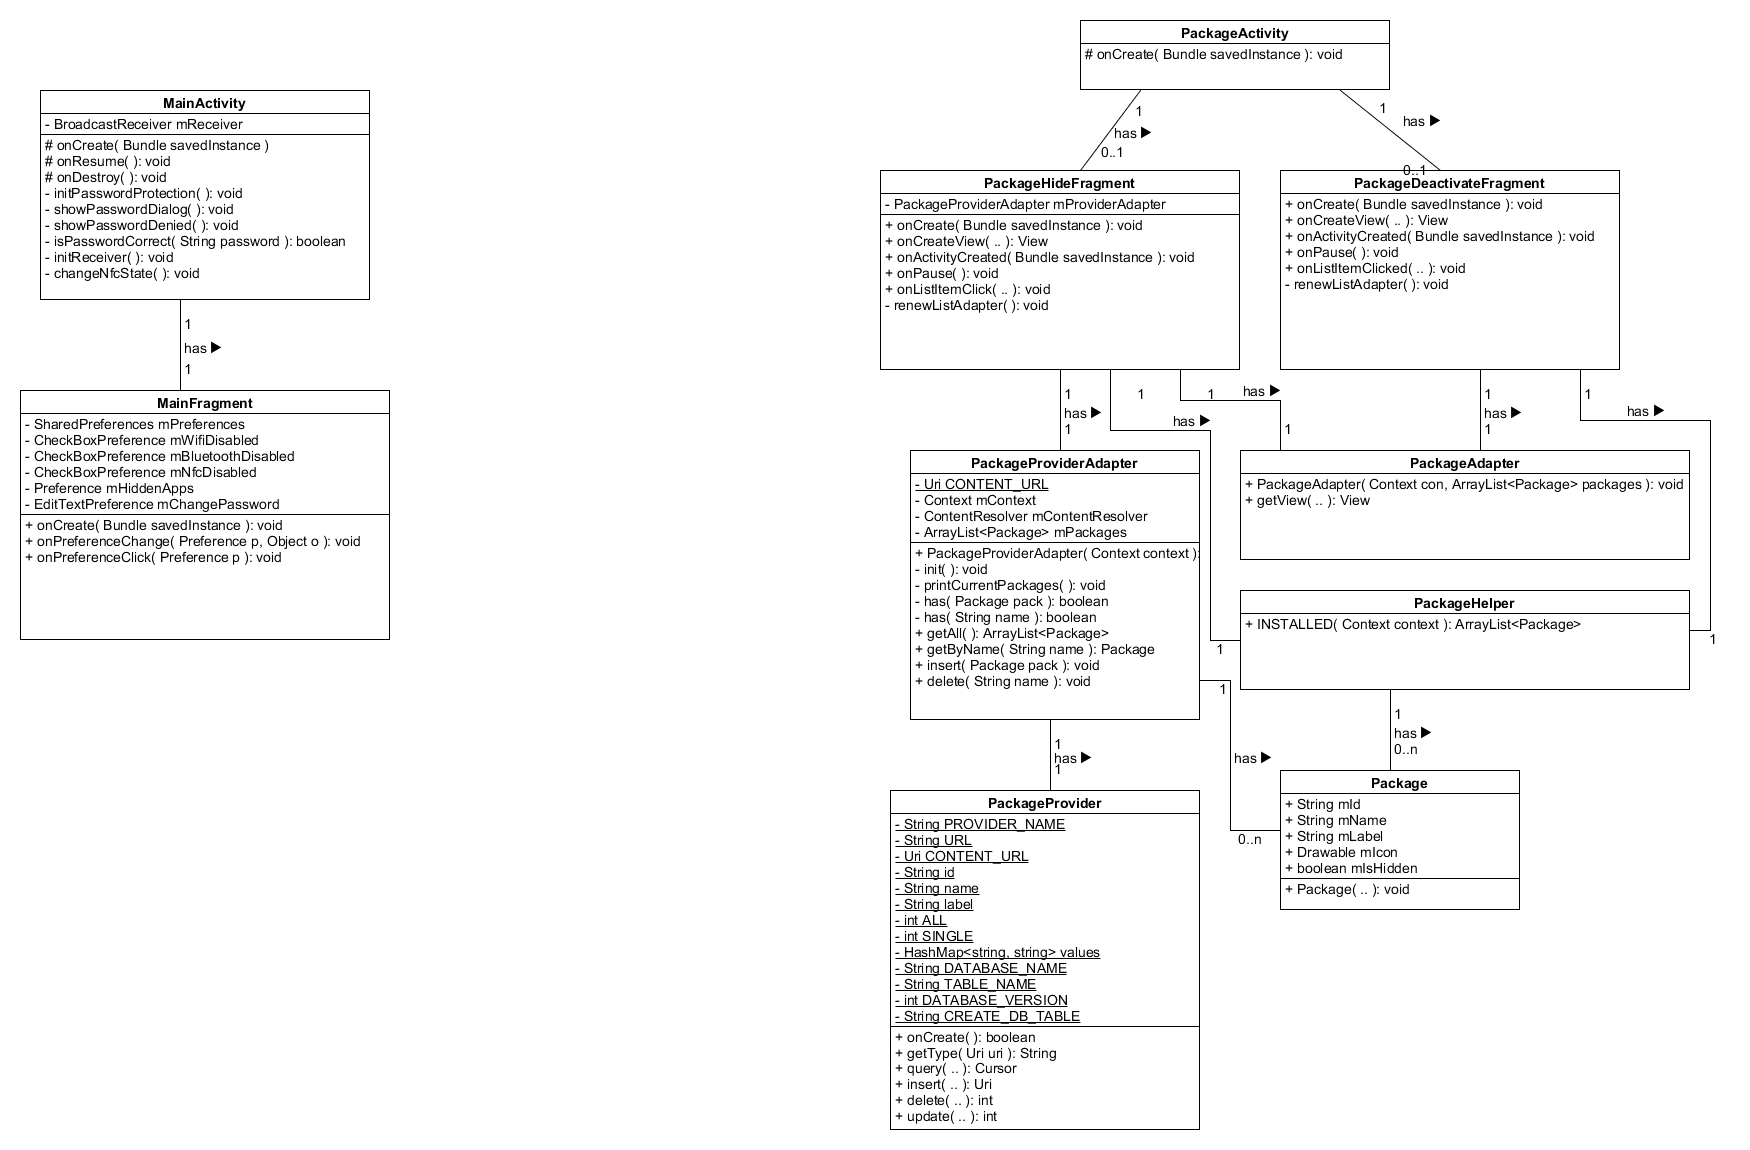 MainActivity
- BroadcastReceiver mReceiver
# onCreate( Bundle savedInstance )
# onResume( ): void
# onDestroy( ): void
- initPasswordProtection( ): void
- showPasswordDialog( ): void
- showPasswordDenied( ): void
- isPasswordCorrect( String password ): boolean
- initReceiver( ): void
- changeNfcState( ): void
1
has ▶
1
MainFragment
- SharedPreferences mPreferences
- CheckBoxPreference mWifiDisabled
- CheckBoxPreference mBluetoothDisabled
- CheckBoxPreference mNfcDisabled
- Preference mHiddenApps
- EditTextPreference mChangePassword
+ onCreate( Bundle savedInstance ): void
+ onPreferenceChange( Preference p, Object o ): void
+ onPreferenceClick( Preference p ): void
PackageActivity
# onCreate( Bundle savedInstance ): void
1
has ▶
0..1
1
has ▶
0..1
PackageHideFragment
- PackageProviderAdapter mProviderAdapter
+ onCreate( Bundle savedInstance ): void
+ onCreateView( .. ): View
+ onActivityCreated( Bundle savedInstance ): void
+ onPause( ): void
+ onListItemClick( .. ): void
- renewListAdapter( ): void
PackageDeactivateFragment
+ onCreate( Bundle savedInstance ): void
+ onCreateView( .. ): View
+ onActivityCreated( Bundle savedInstance ): void
+ onPause( ): void
+ onListItemClicked( .. ): void
- renewListAdapter( ): void
1
has ▶
1
1
has ▶
1
1
has ▶
1
1
has ▶
1
1
has ▶
1
PackageProviderAdapter
- Uri CONTENT_URL
- Context mContext
- ContentResolver mContentResolver
- ArrayList<Package> mPackages
+ PackageProviderAdapter( Context context ):
- init( ): void
- printCurrentPackages( ): void
- has( Package pack ): boolean
- has( String name ): boolean
+ getAll( ): ArrayList<Package>
+ getByName( String name ): Package
+ insert( Package pack ): void
+ delete( String name ): void
PackageAdapter
+ PackageAdapter( Context con, ArrayList<Package> packages ): void
+ getView( .. ): View
PackageHelper
+ INSTALLED( Context context ): ArrayList<Package>
1
has ▶
1
1
has ▶
0..n
1
has ▶
0..n
PackageProvider
- String PROVIDER_NAME
- String URL
- Uri CONTENT_URL
- String id
- String name
- String label
- int ALL
- int SINGLE
- HashMap<string, string> values
- String DATABASE_NAME
- String TABLE_NAME
- int DATABASE_VERSION
- String CREATE_DB_TABLE
+ onCreate( ): boolean
+ getType( Uri uri ): String
+ query( .. ): Cursor
+ insert( .. ): Uri
+ delete( .. ): int
+ update( .. ): int
Package
+ String mId
+ String mName
+ String mLabel
+ Drawable mIcon
+ boolean mIsHidden
+ Package( .. ): void